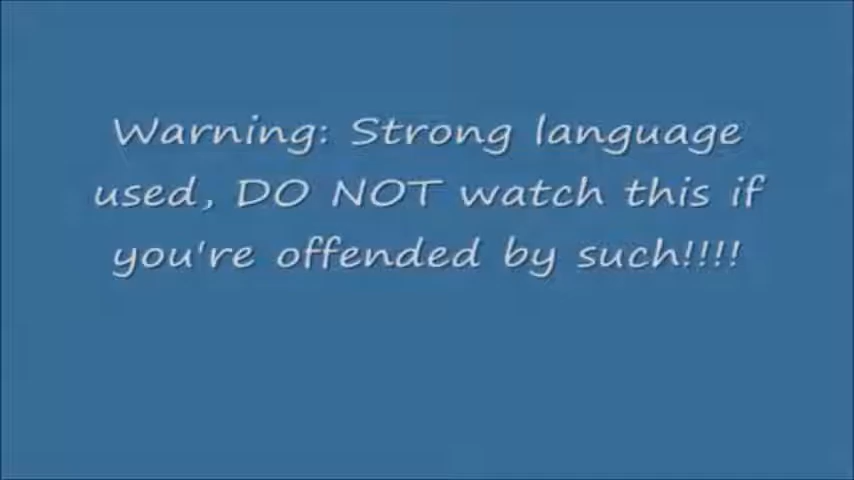 Warning: Strong language
used, DO NOT watch this if
you're offended by such!!!!